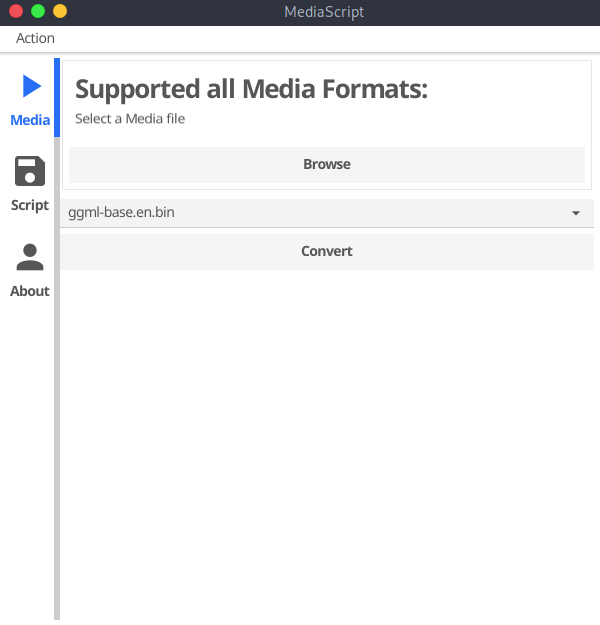 MediaScript
Action
Media
Script
About
Supported all Media Formats:
Select a Media file
Browse
ggml-base.en.bin
Convert